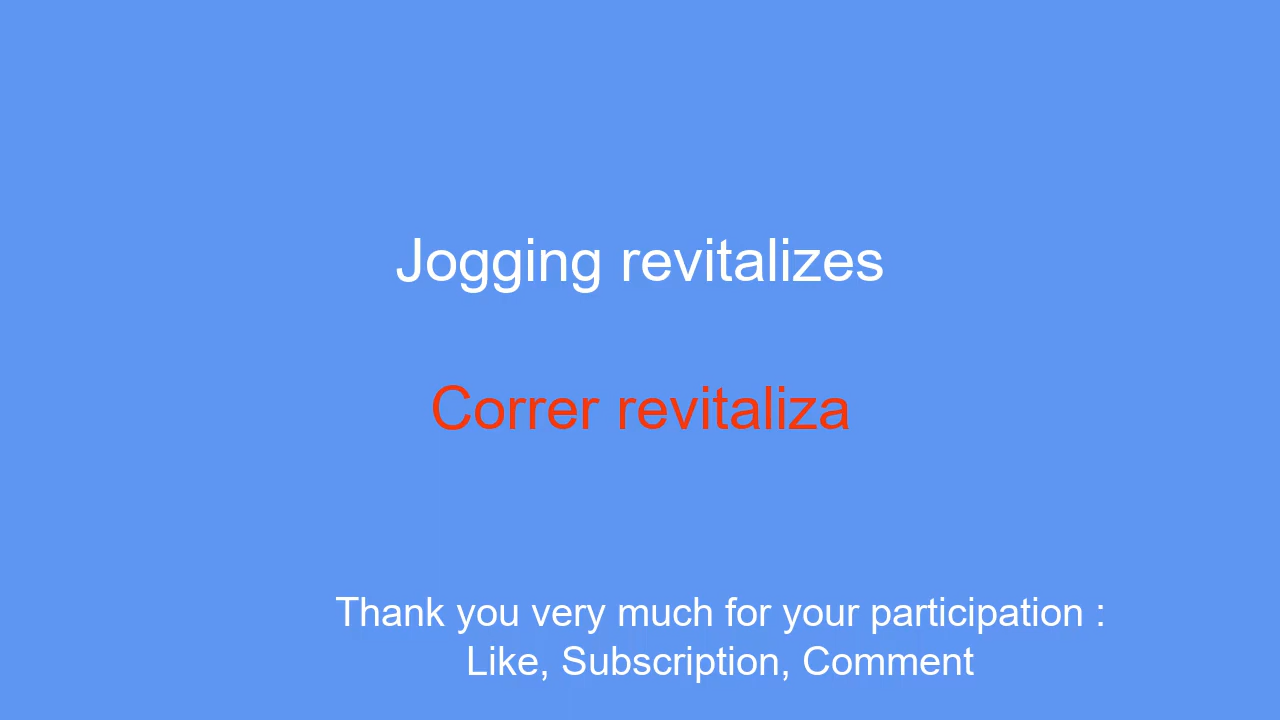 Jogging revitalizes
Correr revitaliza
Thank you very much for your participation :
Like, Subscription, Comment